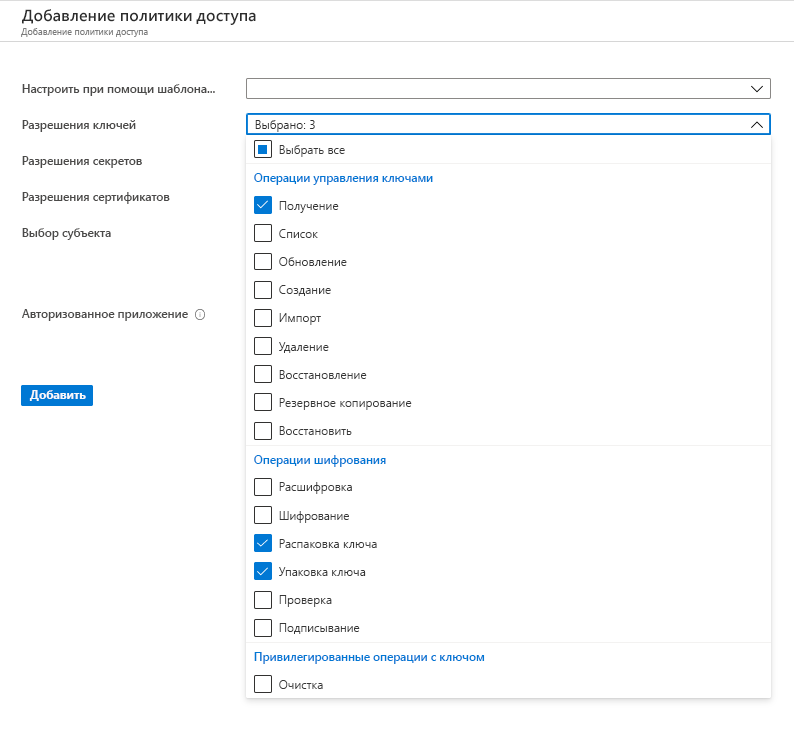 Добавление политики доступа
Добавление политики доступа
Настроить при помощи шаблона...
Разрешения ключей
Выбрано: 3
Выбрать все
Разрешения секретов
Операции управления ключами
Разрешения сертификатов
Получение
Выбор субъекта
Список
Обновление
Создание
Авторизованное приложение
Импорт
Удаление
Восстановление
Добавить
Резервное копирование
Восстановить
Операции шифрования
Расшифровка
Шифрование
Распаковка ключа
Упаковка ключа
Проверка
Подписывание
Привилегированные операции с ключом
Очистка